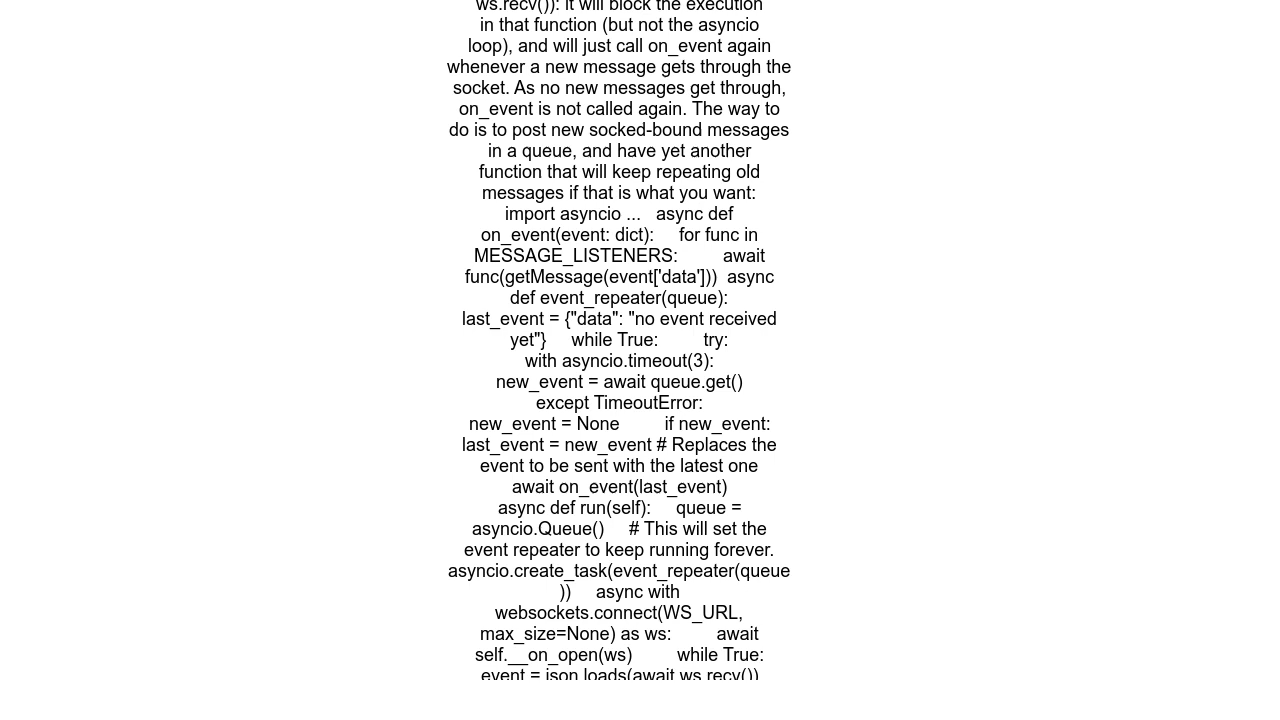 ws.recv()): it will block the execution
in that function (but not the asyncio
loop), and will just call on_event again
whenever a new message gets through the
socket. As no new messages get through,
on_event is not called again. The way to
do is to post new socked-bound messages
in a queue, and have yet another
function that will keep repeating old
messages if that is what you want:
import asyncio ...   async def
on_event(event: dict):     for func in
MESSAGE_LISTENERS:         await
func(getMessage(event['data']))  async
def event_repeater(queue):
last_event = {"data": "no event received
yet"}     while True:         try:
with asyncio.timeout(3):
new_event = await queue.get()
except TimeoutError:
new_event = None         if new_event:
last_event = new_event # Replaces the
event to be sent with the latest one
await on_event(last_event)
async def run(self):     queue =
asyncio.Queue()     # This will set the
event repeater to keep running forever.
asyncio.create_task(event_repeater(queue
))     async with
websockets.connect(WS_URL,
max_size=None) as ws:         await
self.__on_open(ws)         while True:
event = json.loads(await ws.recv())